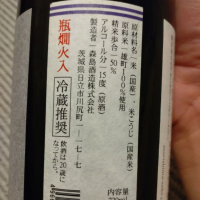 原材料名 米(国産)、米こうじ(国産米)
原料米 雄町100%使用
精米歩合 50%
アルコール分 15度(原酒)
製造者 森島酒造株式会社
茨城県日立市川尻町一-一七-七
瓶燗火入
冷蔵推奨
飲酒は20歳に
なってから。
内容量